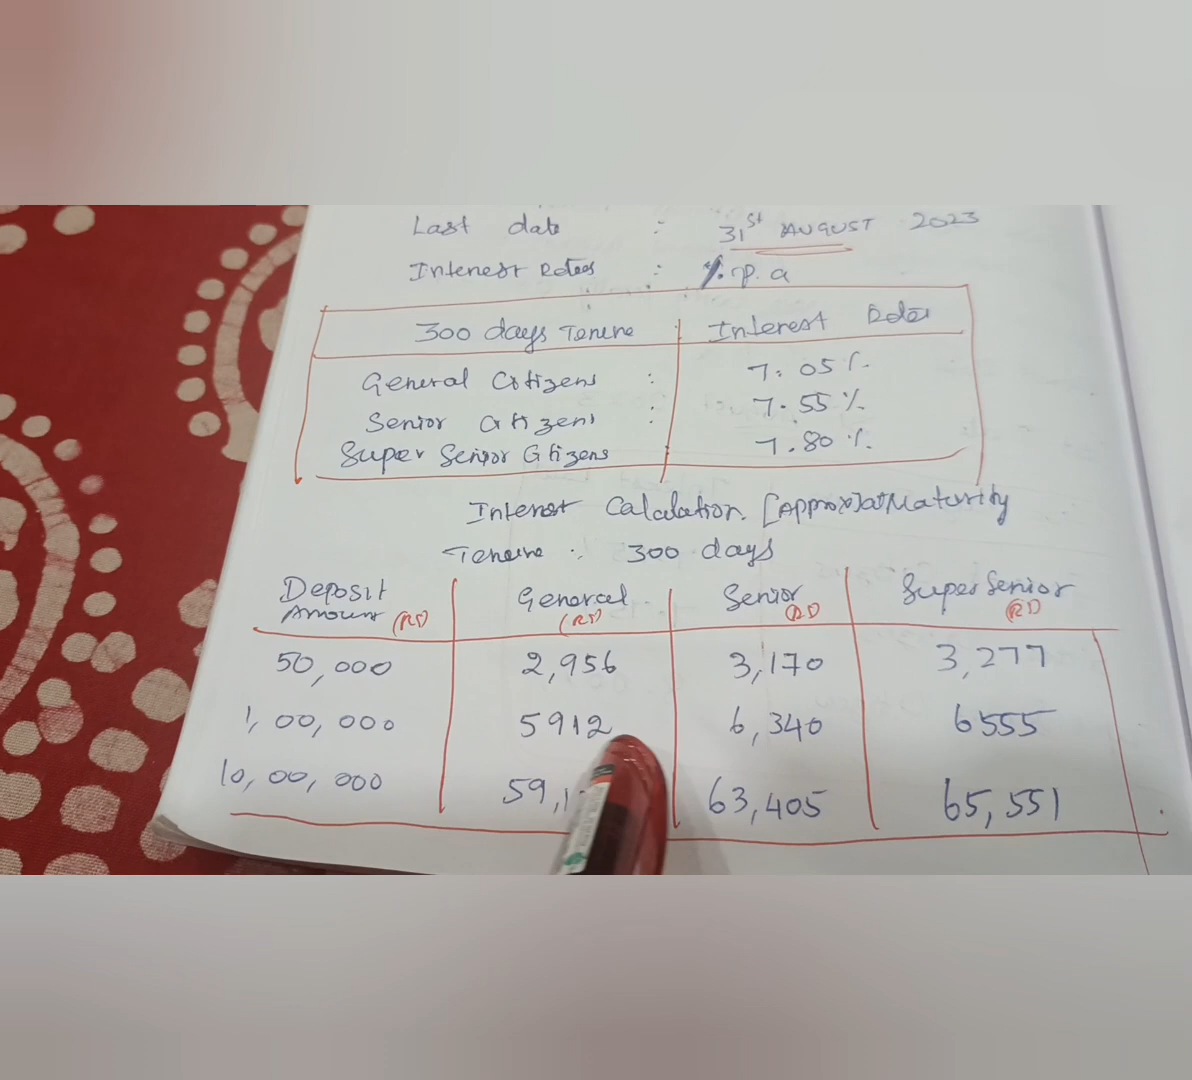 Last date : 31st AUGUST 2023
Interest Rates : %. p. a
300 days Tenure Interest Rates
General Citizens : 7.05%
Senior Citizens : 7.55%
Super Senior Citizens : 7.80%
Interest Calculation [Approx] at Maturity
Tenure : 300 days
Deposit Amount (RS) General (RS) Senior (RS) Super Senior (RS)
50,000 2,956 3,170 3,277
1,00,000 5912 6,340 6555
10,00,000 59,1 63,405 65,551